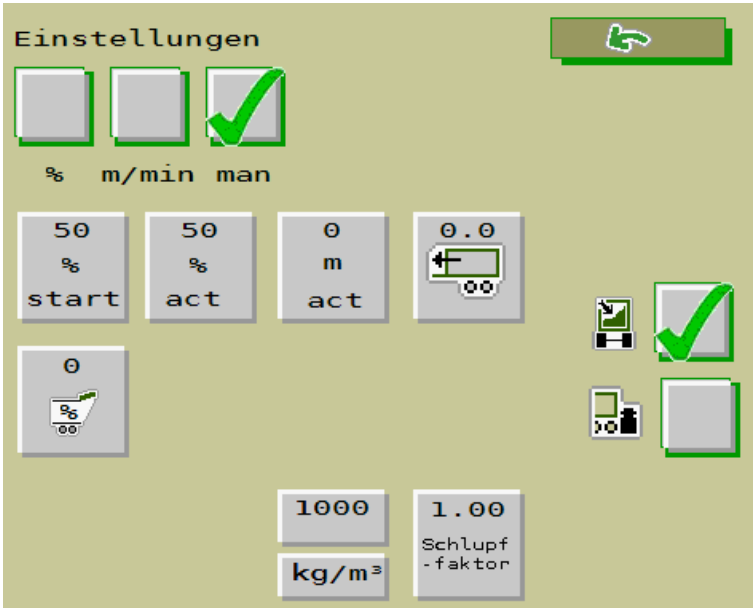 Einstellungen
% m/min man
50 50 0 0.0
% % m
start act act
0
%
1000 1.00
Schlupf
-faktor
kg/m³